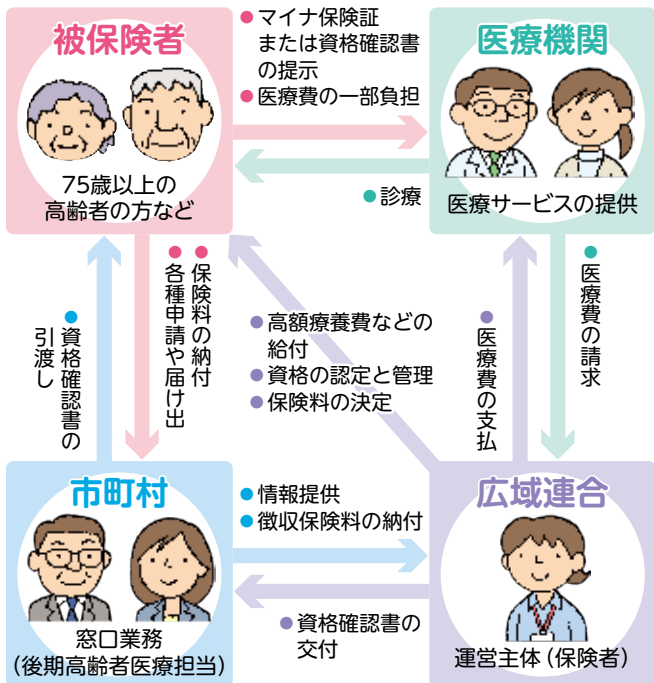 被保険者
75歳以上の
高齢者の方など
●マイナ保険証
または資格確認書
の提示
●医療費の一部負担
●診療
医療機関
医療サービスの提供
●資格確認書の
引渡し
●保険料の納付
●各種申請や届け出
●高額療養費などの
給付
●資格の認定と管理
●保険料の決定
●医療費の支払
●医療費の請求
市町村
窓口業務
(後期高齢者医療担当)
●情報提供
●徴収保険料の納付
●資格確認書の
交付
広域連合
運営主体(保険者)